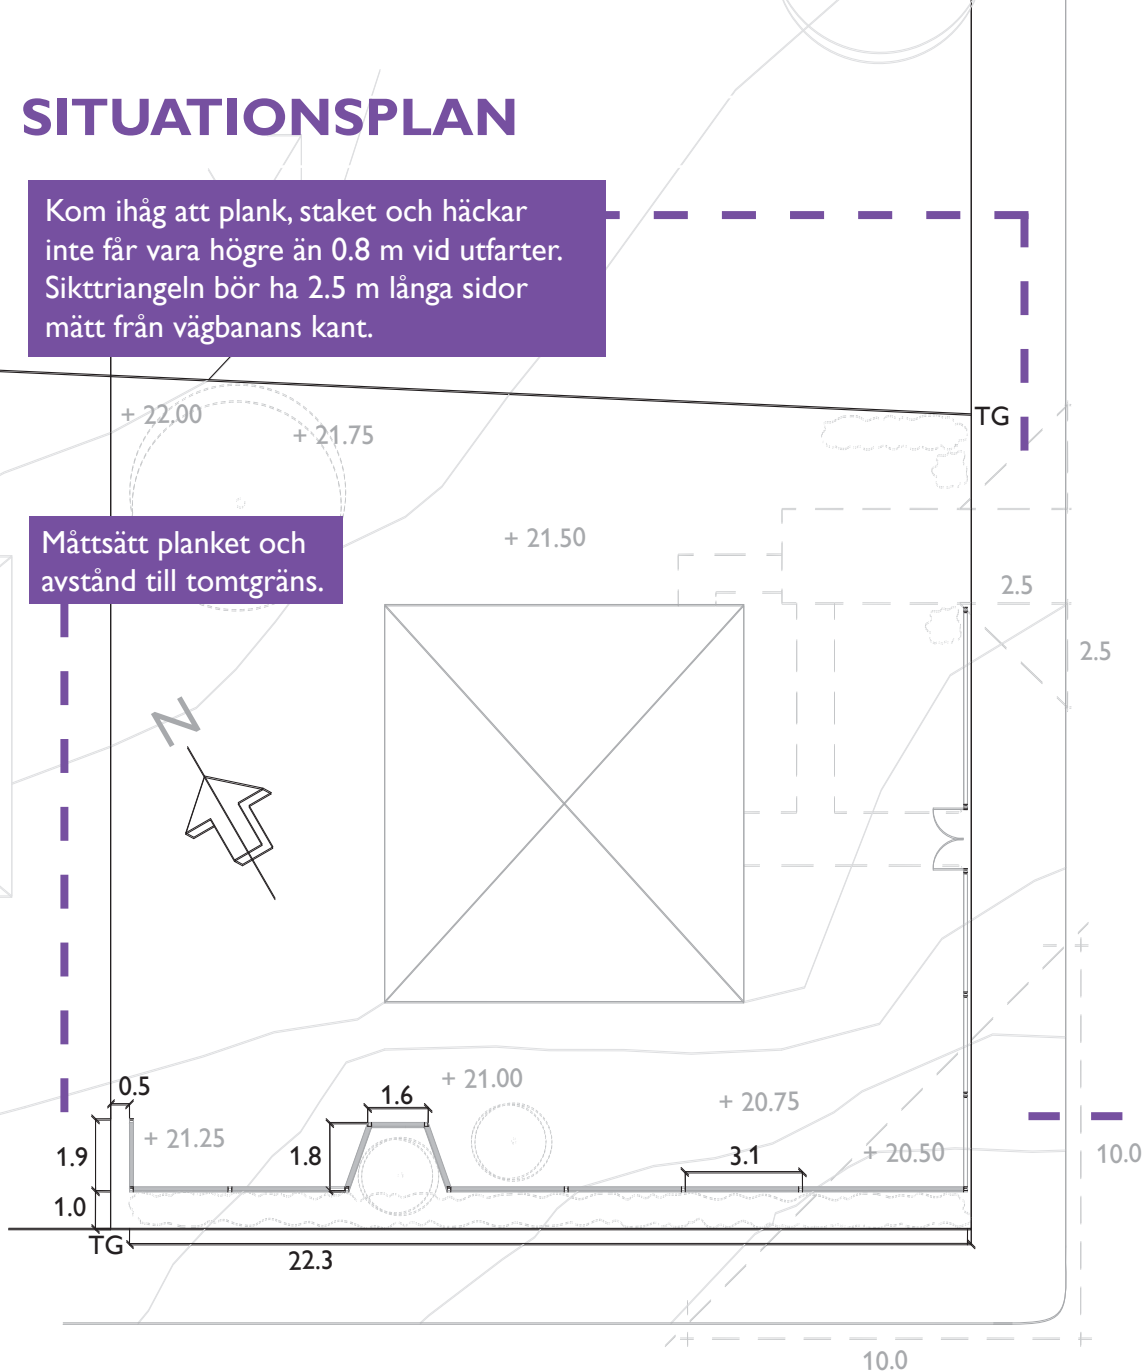 SITUATIONSPLAN
Kom ihåg att plank, staket och häckar
inte får vara högre än 0.8 m vid utfarter.
Sikttriangeln bör ha 2.5 m långa sidor
mätt från vägbanans kant.
+ 22.00
+ 21.75
TG
Måttsätt planket och
avstånd till tomtgräns.
+ 21.50
2.5
2.5
N
0.5
1.6
+ 21.00
+ 20.75
+ 21.25
1.9
1.8
3.1
+ 20.50
10.0
1.0
TG
22.3
10.0